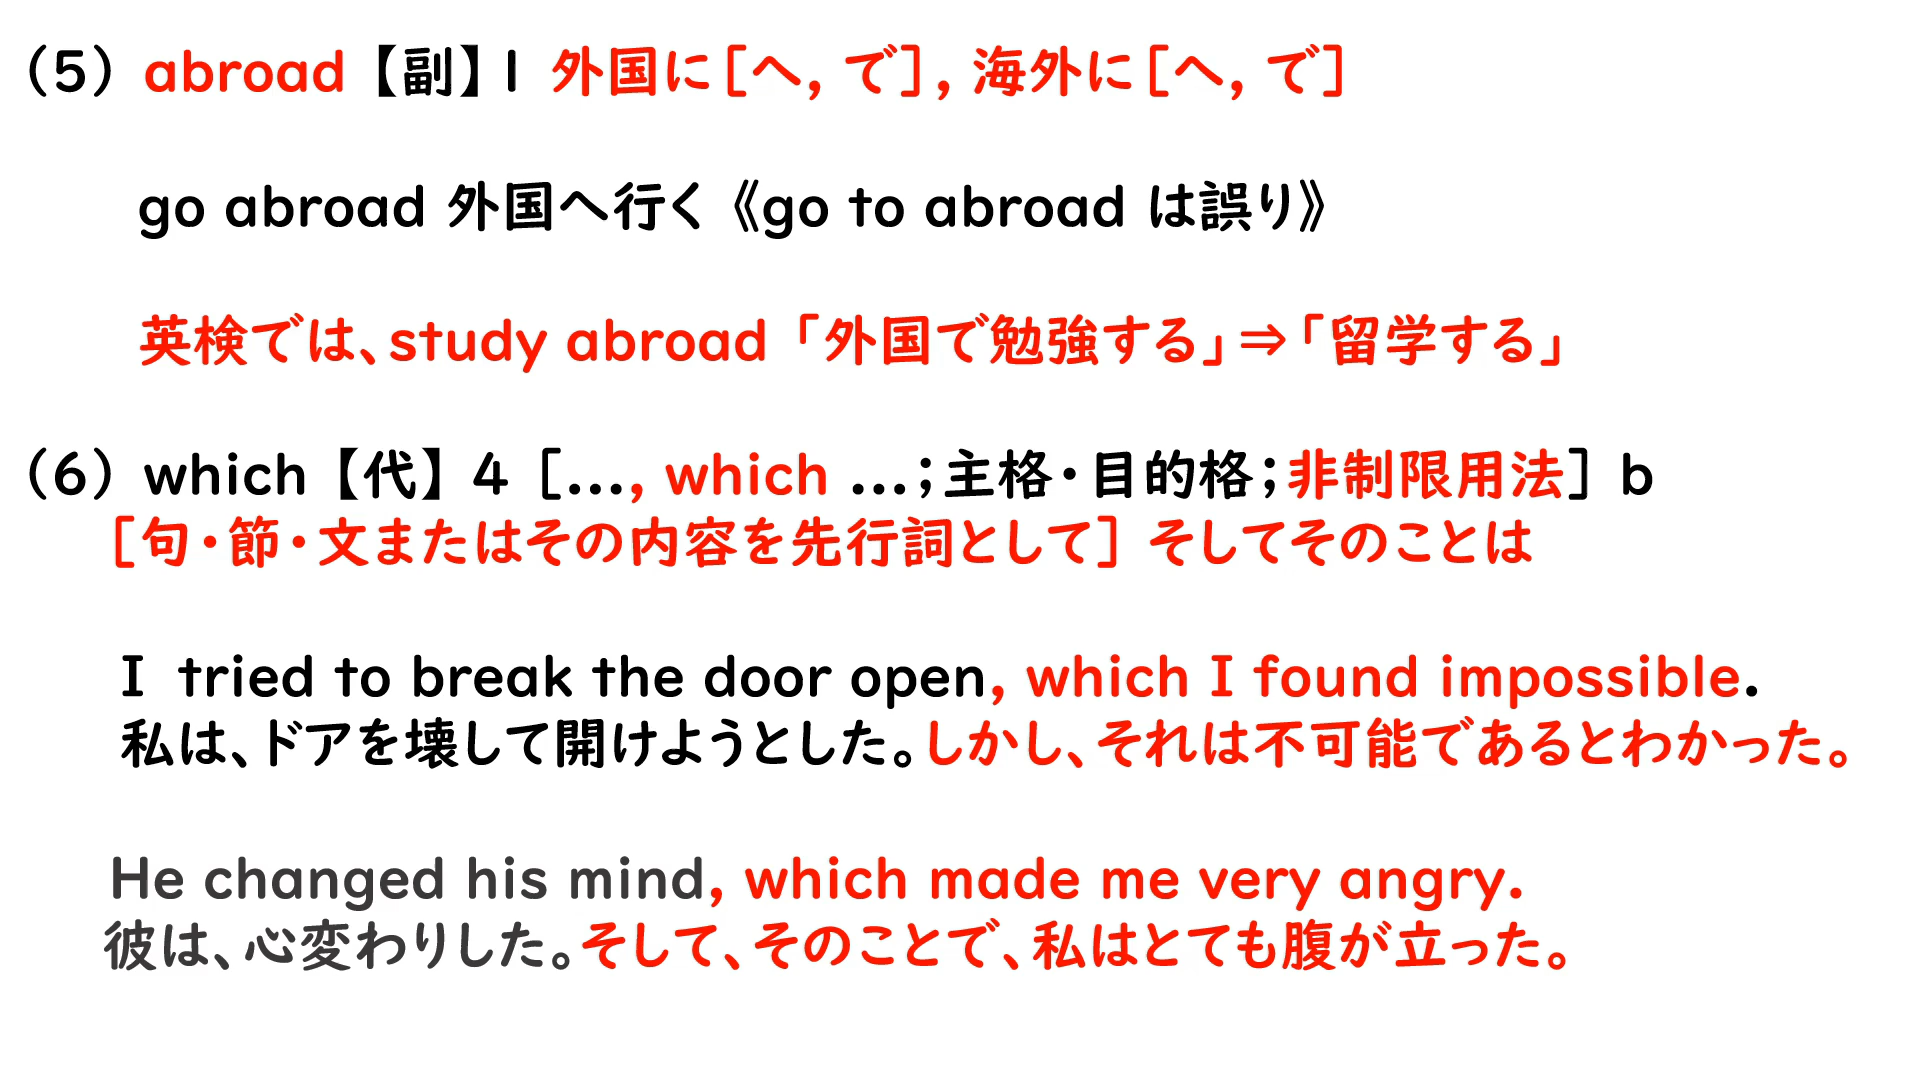 (5) abroad 【副】 1 外国に[へ, で], 海外に[へ, で]
go abroad 外国へ行く 《go to abroad は誤り》
英検では、study abroad 「外国で勉強する」⇒「留学する」
(6) which 【代】 4 [..., which ...;主格・目的格;非制限用法] b
[句・節・文またはその内容を先行詞として] そしてそのことは
I tried to break the door open, which I found impossible.
私は、ドアを壊して開けようとした。しかし、それは不可能であるとわかった。
He changed his mind, which made me very angry.
彼は、心変わりした。そして、そのことで、私はとても腹が立った。